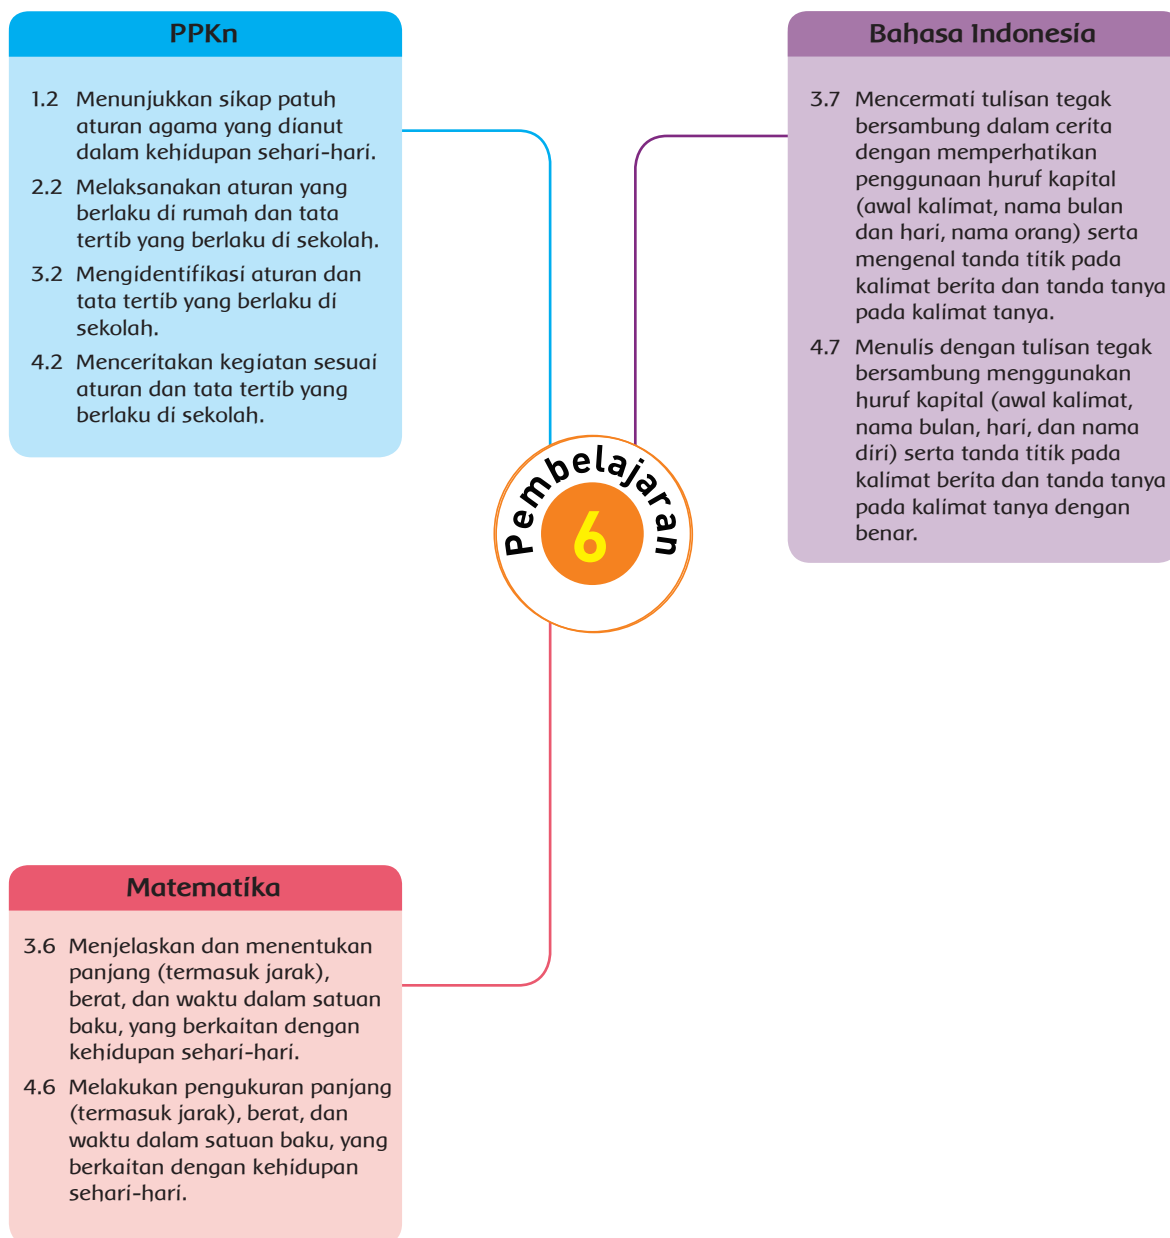 PPKn
1.2 Menunjukkan sikap patuh
aturan agama yang dianut
dalam kehidupan sehari-hari.
2.2 Melaksanakan aturan yang
berlaku di rumah dan tata
tertib yang berlaku di sekolah.
3.2 Mengidentifikasi aturan dan
tata tertib yang berlaku di
sekolah.
4.2 Menceritakan kegiatan sesuai
aturan dan tata tertib yang
berlaku di sekolah.
Bahasa Indonesia
3.7 Mencermati tulisan tegak
bersambung dalam cerita
dengan memperhatikan
penggunaan huruf kapital
(awal kalimat, nama bulan
dan hari, nama orang) serta
mengenal tanda titik pada
kalimat berita dan tanda tanya
pada kalimat tanya.
4.7 Menulis dengan tulisan tegak
bersambung menggunakan
huruf kapital (awal kalimat,
nama bulan, hari, dan nama
diri) serta tanda titik pada
kalimat berita dan tanda tanya
pada kalimat tanya dengan
benar.
Pembelajaran
6
Matematika
3.6 Menjelaskan dan menentukan
panjang (termasuk jarak),
berat, dan waktu dalam satuan
baku, yang berkaitan dengan
kehidupan sehari-hari.
4.6 Melakukan pengukuran panjang
(termasuk jarak), berat, dan
waktu dalam satuan baku, yang
berkaitan dengan kehidupan
sehari-hari.